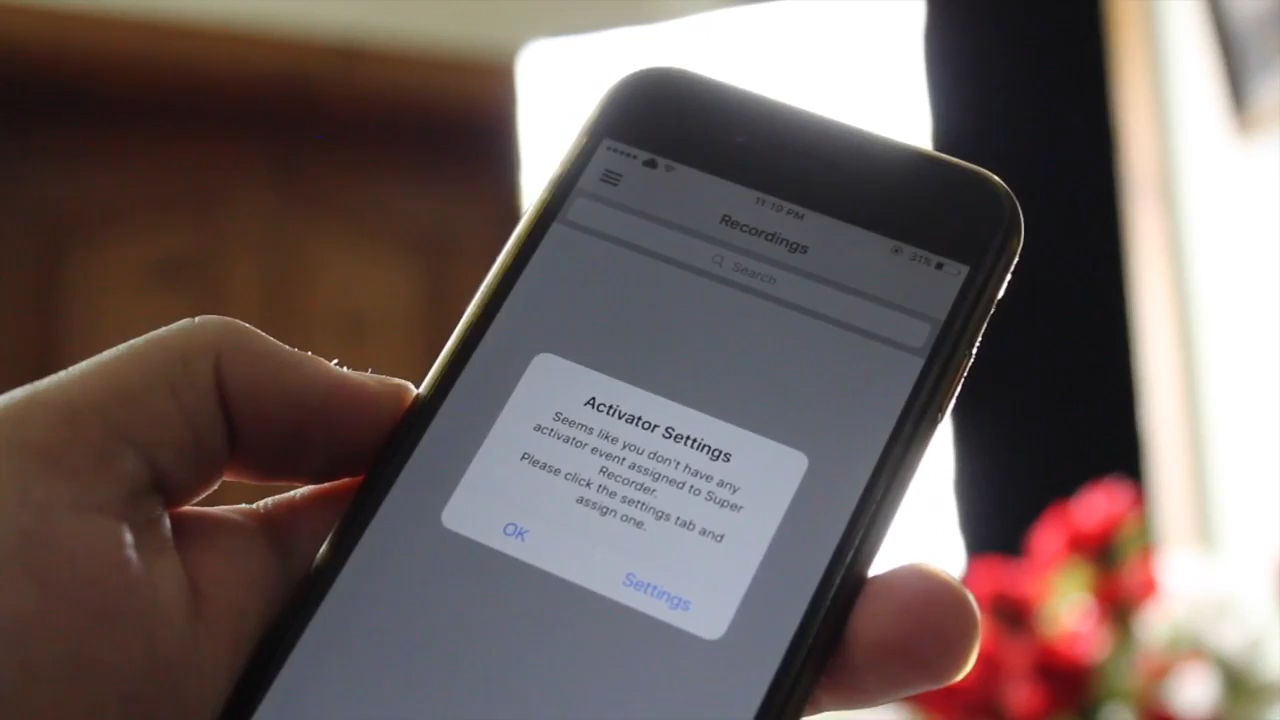 11:19 PM
31%
Recordings
Search
Activator Settings
Seems like you don't have any
activator event assigned to Super
Recorder.
Please click the settings tab and
assign one.
OK
Settings